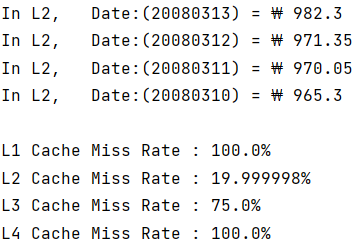 In L2,   Date:(20080313) = ₩ 982.3
In L2,   Date:(20080312) = ₩ 971.35
In L2,   Date:(20080311) = ₩ 970.05
In L2,   Date:(20080310) = ₩ 965.3
L1 Cache Miss Rate : 100.0%
L2 Cache Miss Rate : 19.999998%
L3 Cache Miss Rate : 75.0%
L4 Cache Miss Rate : 100.0%